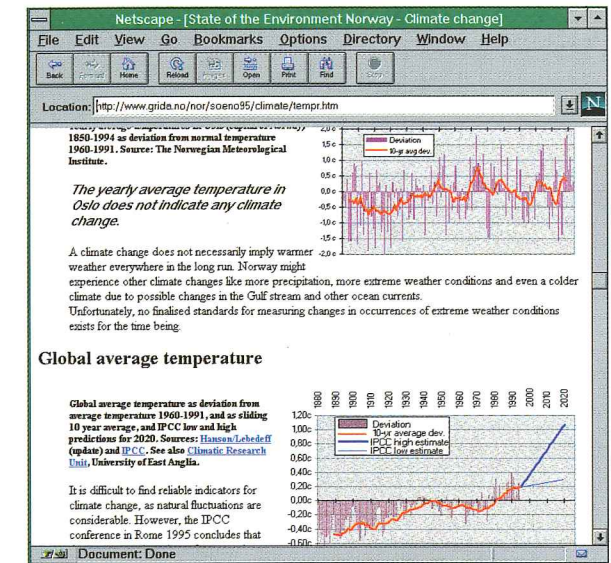 Netscape - [State of the Environment Norway - Climate change]
File Edit View Go Bookmarks Options Directory Window Help
Back Forward Home Reload Images Open Print Find Stop
Location: http://www.grida.no/nor/soeno95/climate/tempr.htm
1850-1994 as deviation from normal temperature
1960-1991. Source: The Norwegian Meteorological
Institute.
The yearly average temperature in
Oslo does not indicate any climate
change.
2,0 c
1,5 c
1,0 c
0,5 c
0,0 c
-0,5 c
-1,0 c
-1,5 c
-2,0 c
Deviation
10-yr avg dev.
A climate change does not necessarily imply warmer
weather everywhere in the long run. Norway might
experience other climate changes like more precipitation, more extreme weather conditions and even a colder
climate due to possible changes in the Gulf stream and other ocean currents.
Unfortunately, no finalised standards for measuring changes in occurrences of extreme weather conditions
exists for the time being.
Global average temperature
Global average temperature as deviation from
average temperature 1960-1991, and as sliding
10 year average, and IPCC low and high
predictions for 2020. Sources: Hanson/Lebedeff
(update) and IPCC. See also Climatic Research
Unit, University of East Anglia.
It is difficult to find reliable indicators for
climate change, as natural fluctuations are
considerable. However, the IPCC
conference in Rome 1995 concludes that
1880 1890 1900 1910 1920 1930 1940 1950 1960 1970 1980 1990 2000 2010 2020
1,20c
1,00c
0,80c
0,60c
0,40c
0,20c
0,00c
-0,20c
-0,40c
-0,60c
Deviation
10-yr average dev.
IPCC high estimate
IPCC low estimate
Document: Done